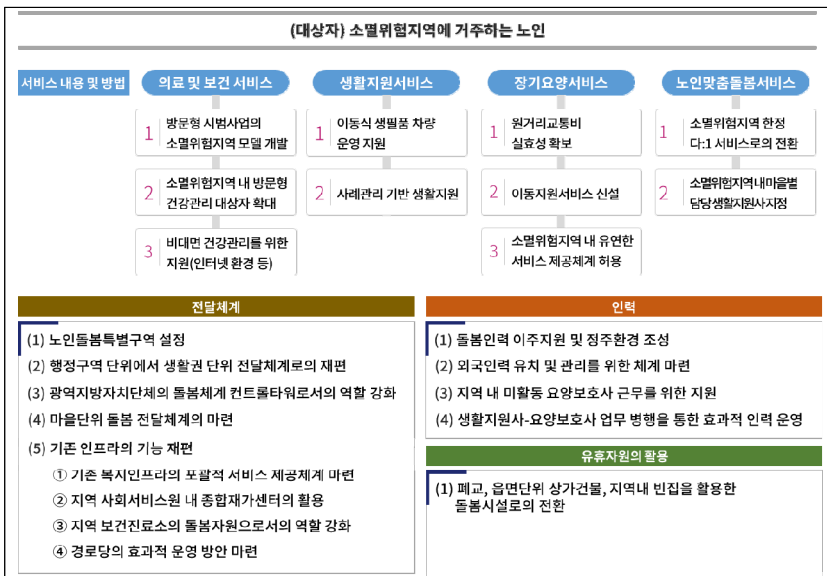 (대상자) 소멸위험지역에 거주하는 노인
서비스 내용 및 방법
의료 및 보건 서비스
생활지원서비스
장기요양서비스
노인맞춤돌봄서비스
1 방문형 시범사업의
소멸위험지역 모델 개발
2 소멸위험지역 내 방문형
건강관리 대상자 확대
3 비대면 건강관리를 위한
지원(인터넷 환경 등)
1 이동식 생필품 차량
운영 지원
2 사례관리 기반 생활지원
1 원거리교통비
실효성 확보
2 이동지원서비스 신설
3 소멸위험지역 내 유연한
서비스 제공체계 허용
1 소멸위험지역 한정
다:1 서비스로의 전환
2 소멸위험지역 내 마을별
담당 생활지원사 지정
전달체계
(1) 노인돌봄특별구역 설정
(2) 행정구역 단위에서 생활권 단위 전달체계로의 재편
(3) 광역지방자치단체의 돌봄체계 컨트롤타워로서의 역할 강화
(4) 마을단위 돌봄 전달체계의 마련
(5) 기존 인프라의 기능 재편
① 기존 복지인프라의 포괄적 서비스 제공체계 마련
② 지역 사회서비스원 내 종합재가센터의 활용
③ 지역 보건진료소의 돌봄자원으로서의 역할 강화
④ 경로당의 효과적 운영 방안 마련
인력
(1) 돌봄인력 이주지원 및 정주환경 조성
(2) 외국인력 유치 및 관리를 위한 체계 마련
(3) 지역 내 미활동 요양보호사 근무를 위한 지원
(4) 생활지원사-요양보호사 업무 병행을 통한 효과적 인력 운영
유휴자원의 활용
(1) 폐교, 읍면단위 상가건물, 지역내 빈집을 활용한
돌봄시설로의 전환